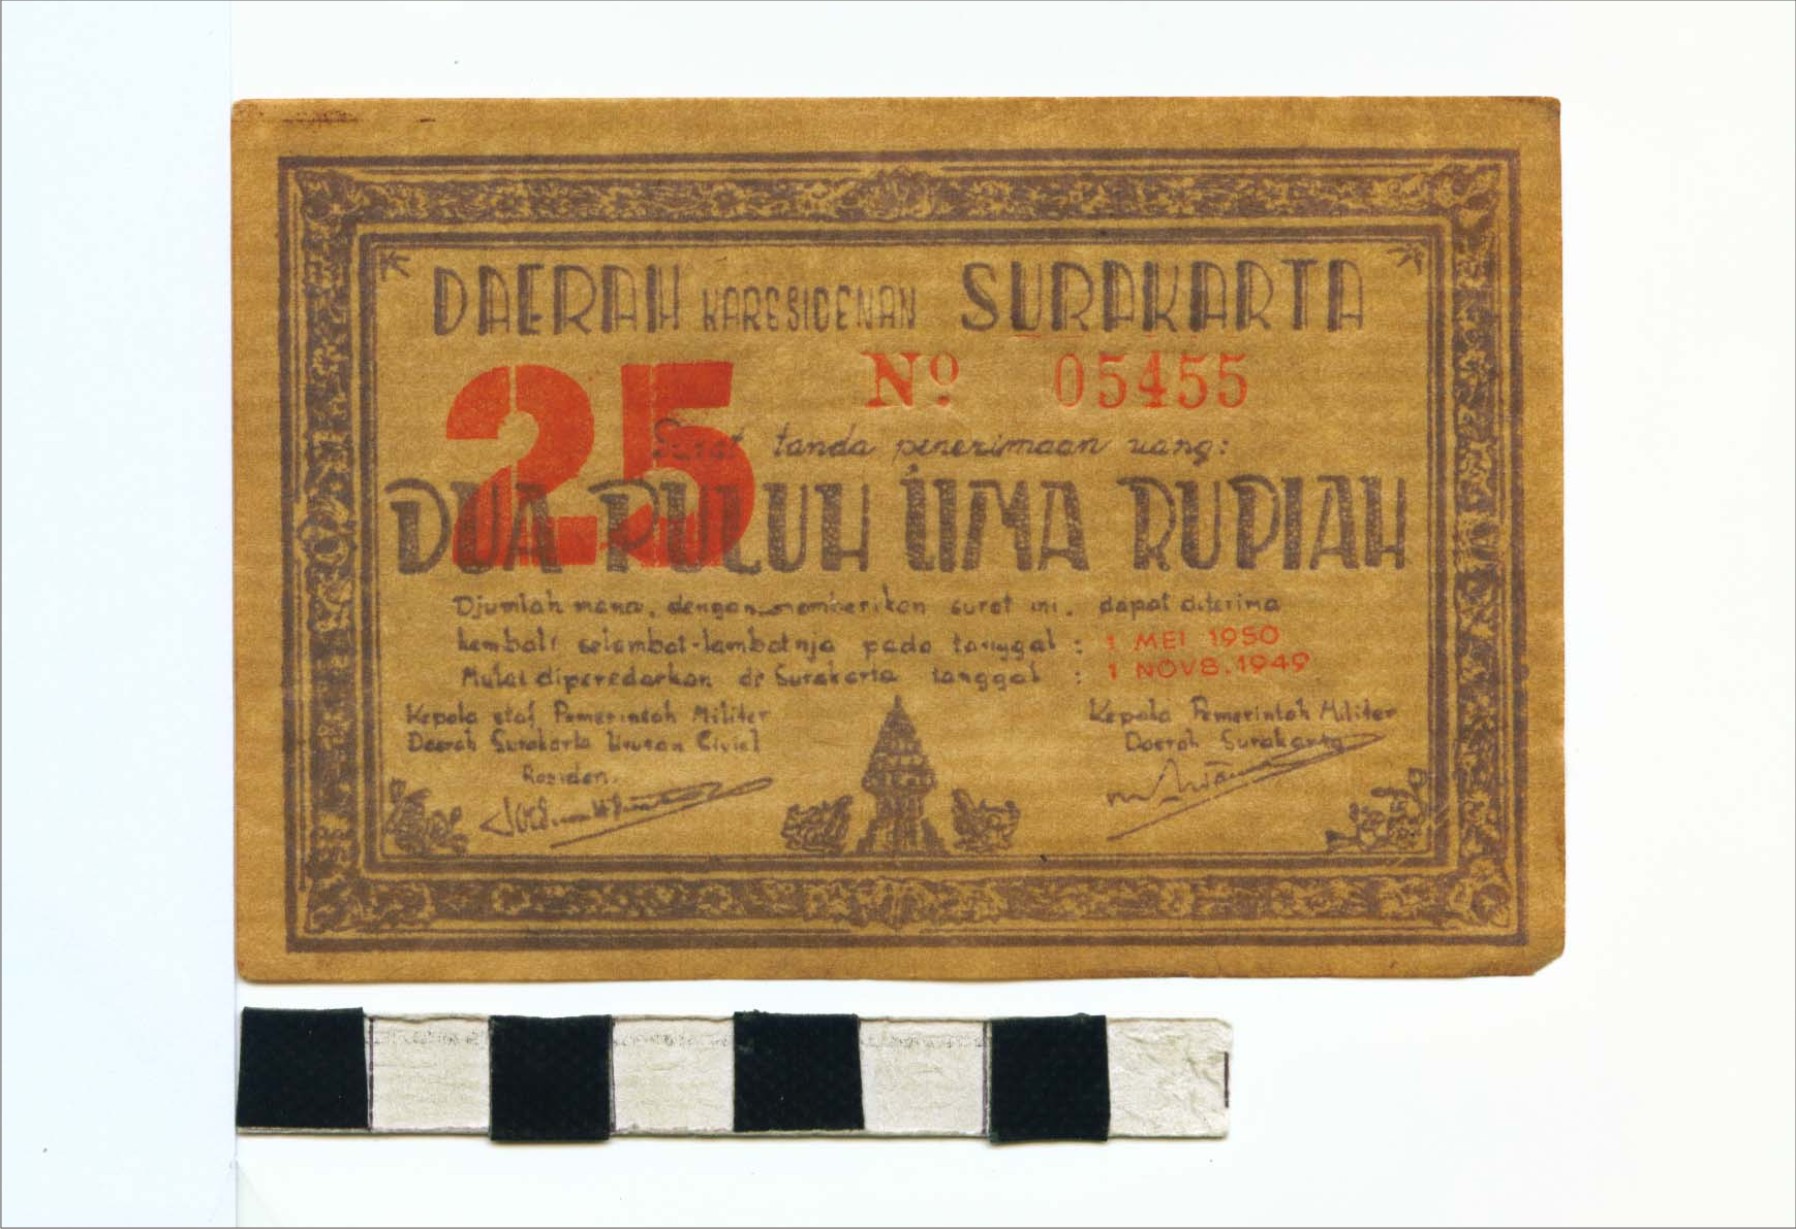 DAERAH KARESIDENAN SURAKARTA
25
Nº 05455
Surat tanda penerimaan uang:
DUA PULUH LIMA RUPIAH
Djumlah mana, dengan memberikan surat ini, dapat diterima
kembali selambat-lambatnja pada tanggal : 1 MEI 1950
Mulai diperedarkan di Surakarta tanggal : 1 NOVB.1949
Kepala staf Pemerintah Militer
Daerah Surakarta Urusan Civiel
Residen.
Kepala Pemerintah Militer
Daerah Surakarta